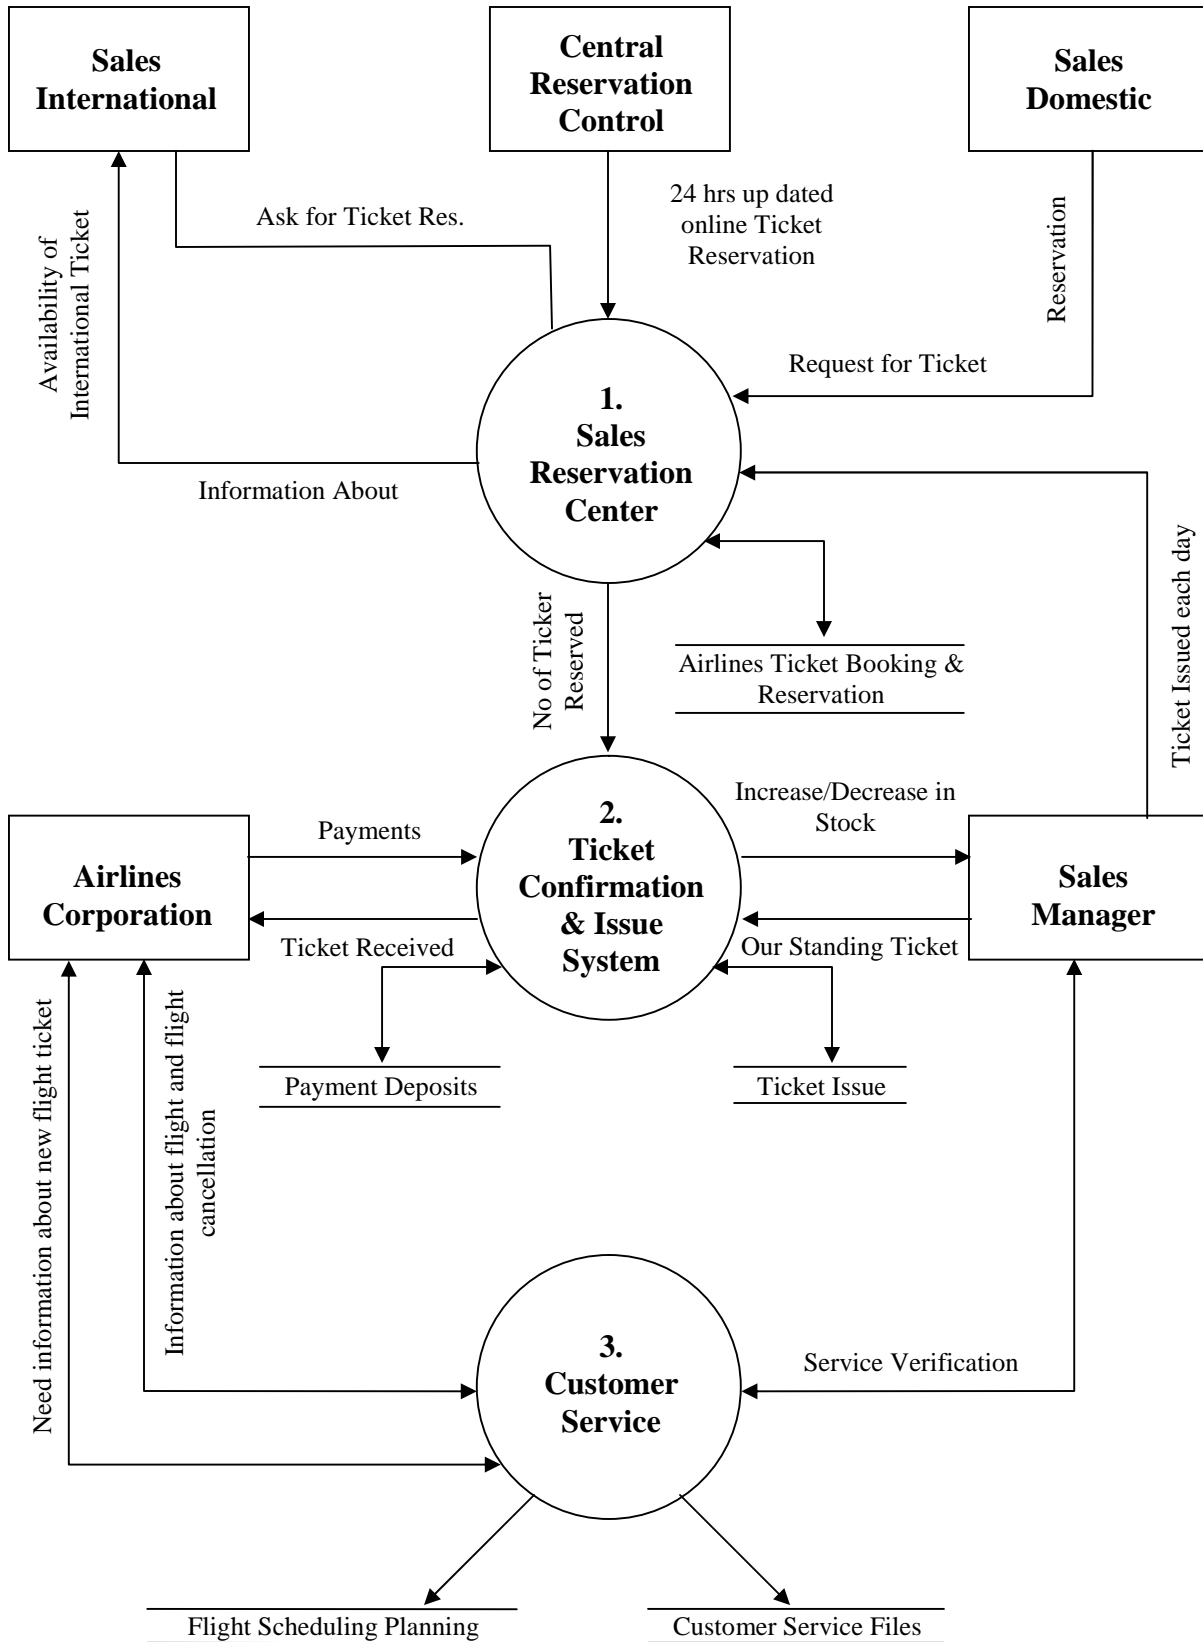 Sales
International
Central
Reservation
Control
Sales
Domestic
Ask for Ticket Res.
24 hrs up dated
online Ticket
Reservation
Reservation
Availability of
International Ticket
Request for Ticket
1.
Sales
Reservation
Center
Information About
Ticket Issued each day
No of Ticker
Reserved
Airlines Ticket Booking &
Reservation
Airlines
Corporation
Payments
2.
Ticket
Confirmation
& Issue
System
Increase/Decrease in
Stock
Sales
Manager
Ticket Received
Our Standing Ticket
Payment Deposits
Ticket Issue
Need information about new flight ticket
Information about flight and flight
cancellation
3.
Customer
Service
Service Verification
Flight Scheduling Planning
Customer Service Files